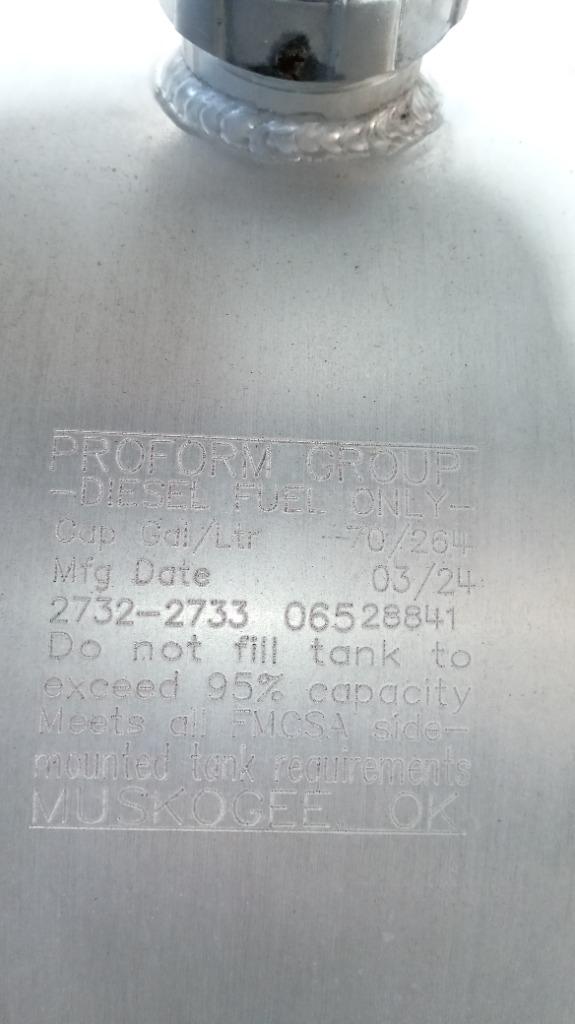 PROFORM GROUP
-DIESEL FUEL ONLY-
Cap Gal/Ltr -70/264
Mfg Date 03/24
2732-2733 06528841
Do not fill tank to
exceed 95% capacity
Meets all FMCSA side-
mounted tank requirements
MUSKOGEE, OK